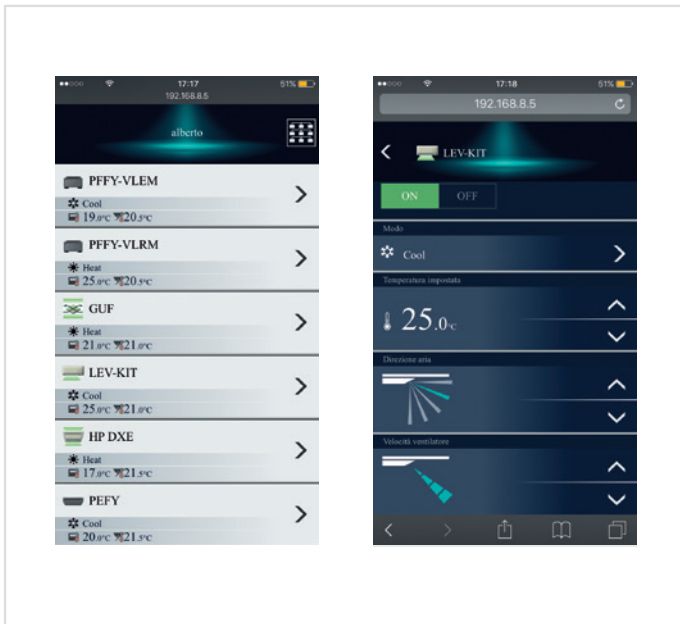 17:17
51%
192.168.8.5
alberto
PFFY-VLEM
Cool
19.0°C 20.5°C
PFFY-VLRM
Heat
25.0°C 20.5°C
GUF
Heat
21.0°C 21.0°C
LEV-KIT
Cool
25.0°C 21.0°C
HP DXE
Heat
17.0°C 21.5°C
PEFY
Cool
20.0°C 21.5°C
17:18
51%
192.168.8.5
LEV-KIT
ON OFF
Modo
Cool
Temperatura impostata
25.0°C
Direzione aria
Velocità ventilatore